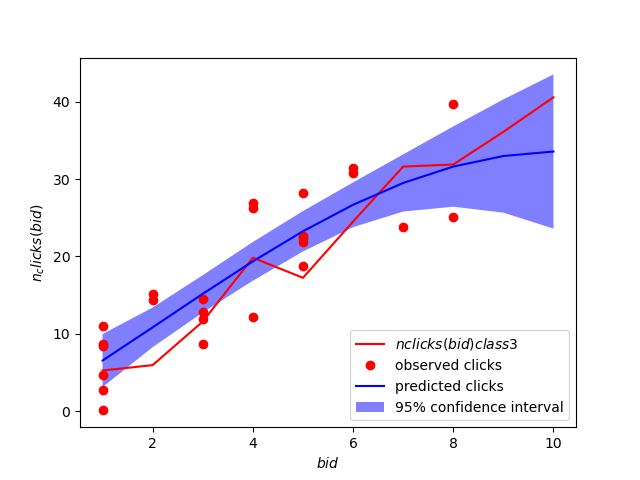 40
30
20
10
0
n_clicks(bid)
nclicks(bid)class3
observed clicks
predicted clicks
95% confidence interval
2 4 6 8 10
bid